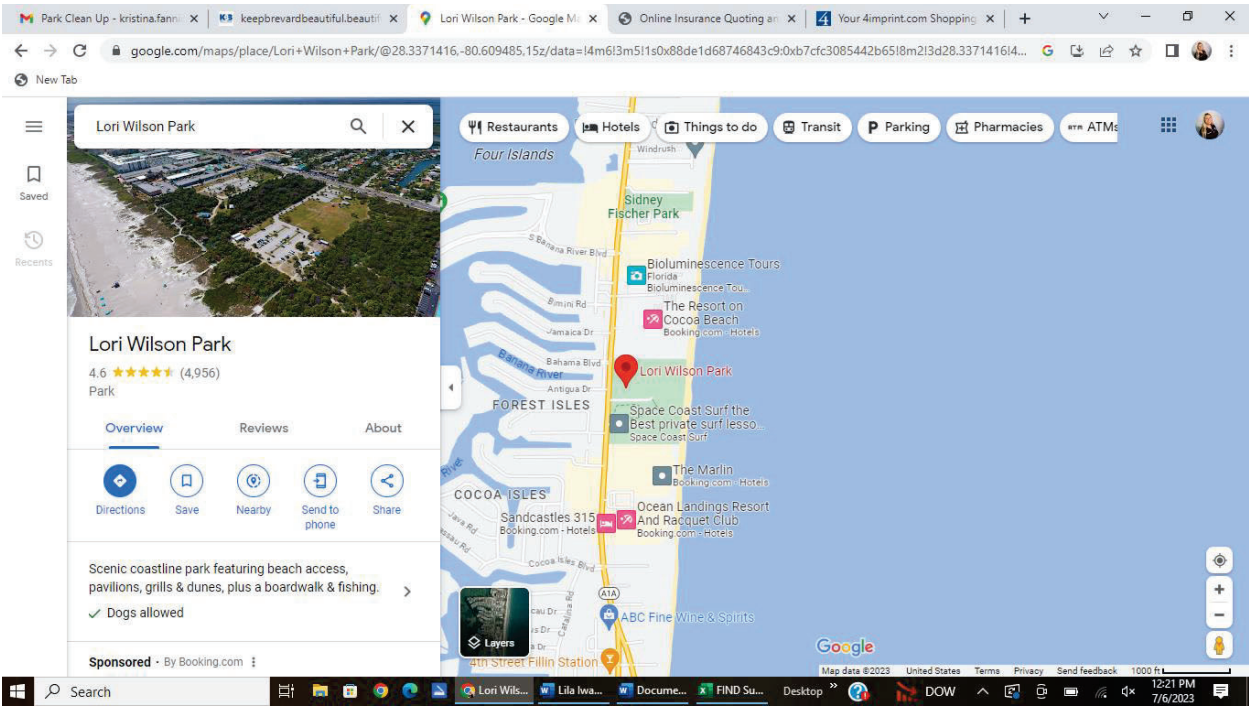 Park Clean Up - kristina.fann
keepbrevardbeautiful.beautif
Lori Wilson Park - Google Ma
Online Insurance Quoting an
Your 4imprint.com Shopping
google.com/maps/place/Lori+Wilson+Park/@28.3371416,-80.609485,15z/data=!4m6!3m5!1s0x88de1d68746843c9:0xb7cfc3085442b65!8m2!3d28.3371416!4...
New Tab
Lori Wilson Park
Restaurants
Hotels
Things to do
Transit
Parking
Pharmacies
ATMs
Saved
Recents
Lori Wilson Park
4.6 (4,956)
Park
Overview
Reviews
About
Directions
Save
Nearby
Send to
phone
Share
Scenic coastline park featuring beach access,
pavilions, grills & dunes, plus a boardwalk & fishing.
Dogs allowed
Sponsored · By Booking.com
Four Islands
Windrush
Sidney
Fischer Park
S Banana River Blvd
Bioluminescence Tours
Florida
Bioluminescence Tou...
Bimini Rd
The Resort on
Cocoa Beach
Booking.com - Hotels
Jamaica Dr
Banana
River
Bahama Blvd
Lori Wilson Park
Antigua Dr
FOREST ISLES
Space Coast Surf the
Best private surf lesso...
Space Coast Surf
River
The Marlin
Booking.com - Hotels
COCOA ISLES
Ocean Landings Resort
And Racquet Club
Booking.com - Hotels
Sandcastles 315
Booking.com - Hotels
Java Rd
Cocoa Isles Blvd
A1A
Catalina Rd
ABC Fine Wine & Spirits
Layers
4th Street Fillin Station
Google
Map data ©2023 United States Terms Privacy Send feedback 1000 ft
Search
Lori Wils...
Lila Iwa...
Docume...
FIND Su...
Desktop
DOW
12:21 PM
7/6/2023